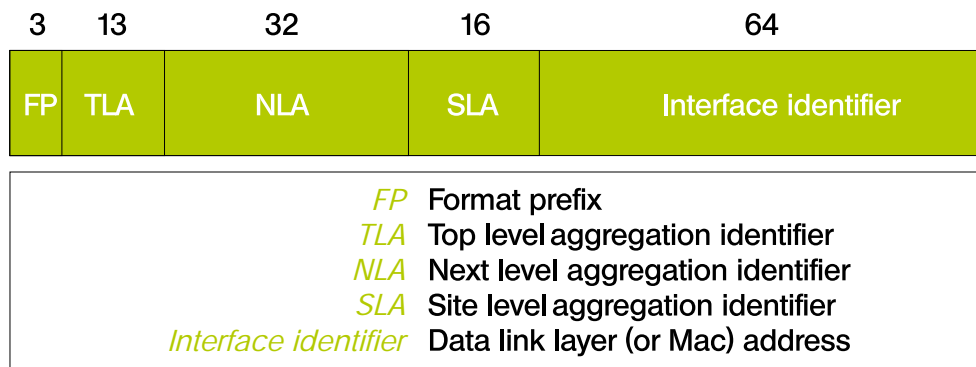 3 13 32 16 64
FP TLA NLA SLA Interface identifier
FP Format prefix
TLA Top level aggregation identifier
NLA Next level aggregation identifier
SLA Site level aggregation identifier
Interface identifier Data link layer (or Mac) address